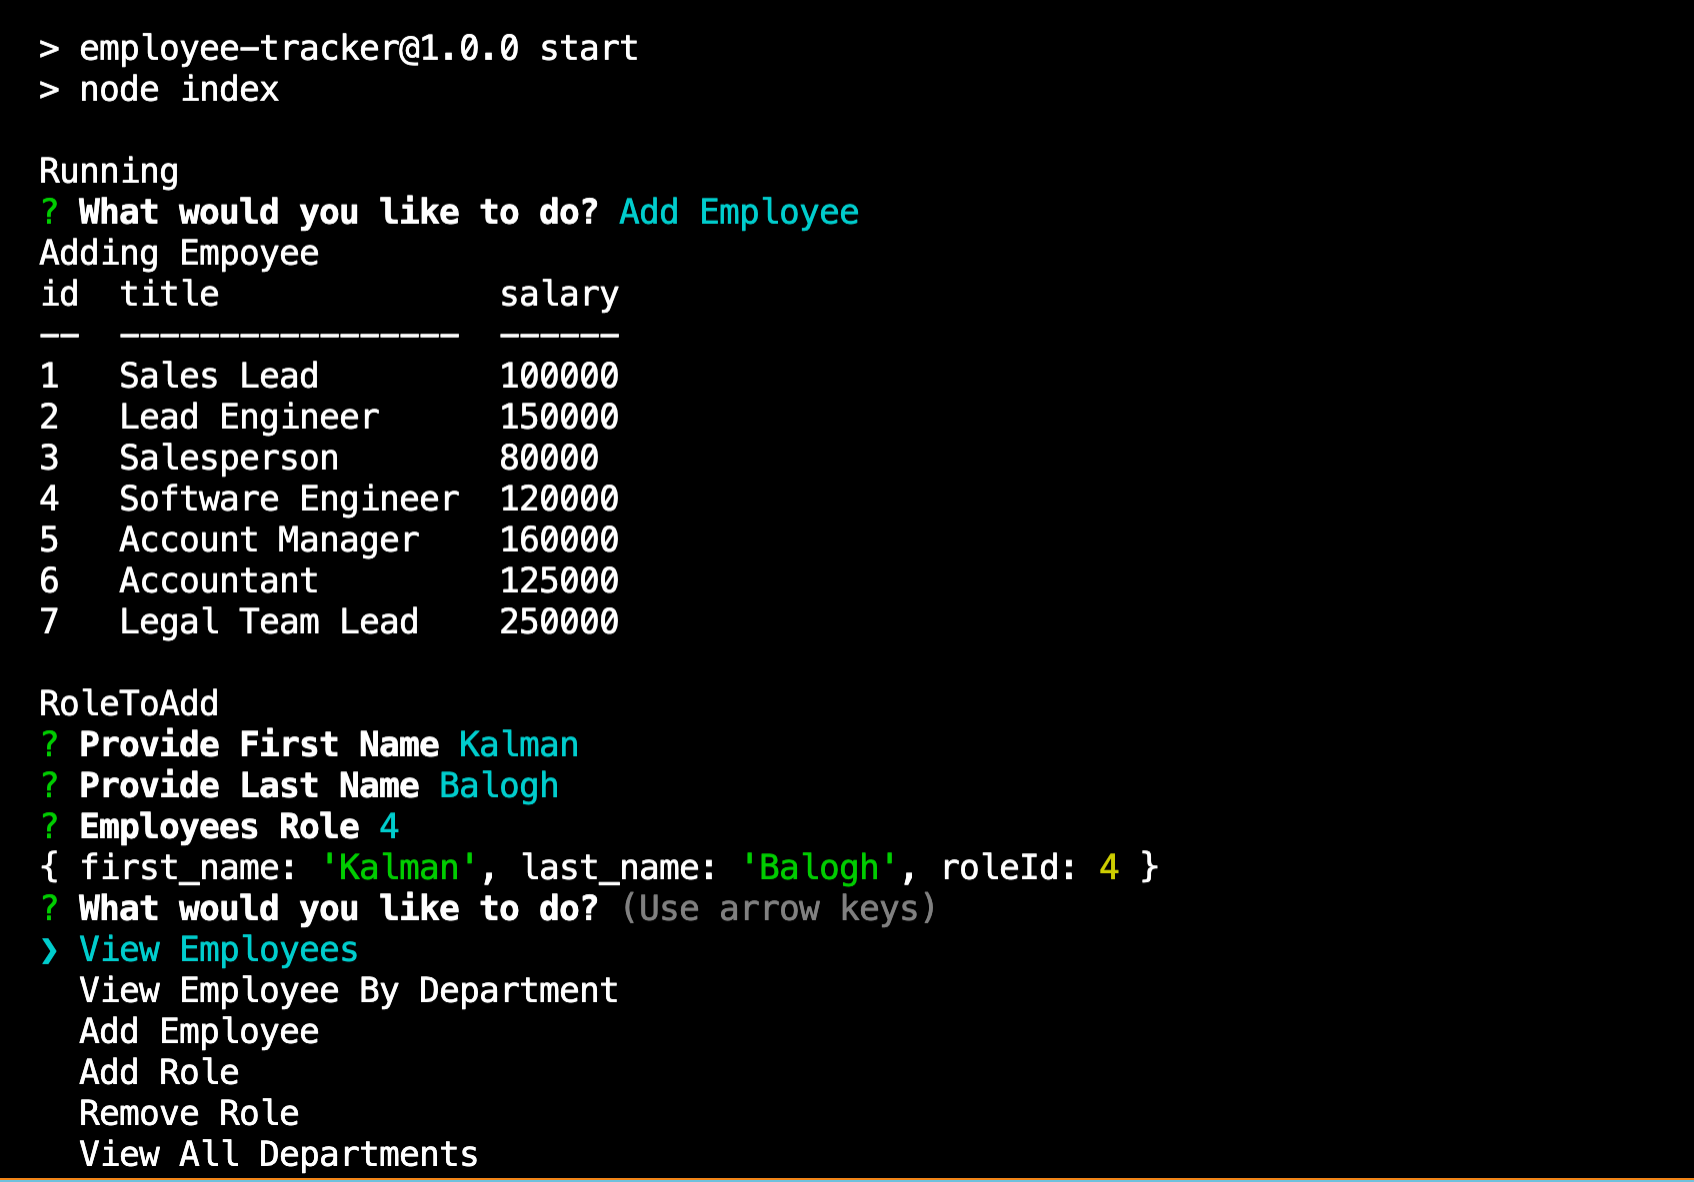 > employee-tracker@1.0.0 start
> node index
Running
? What would you like to do? Add Employee
Adding Empoyee
id  title              salary
--  -----------------  ------
1   Sales Lead         100000
2   Lead Engineer      150000
3   Salesperson        80000
4   Software Engineer  120000
5   Account Manager    160000
6   Accountant         125000
7   Legal Team Lead    250000
RoleToAdd
? Provide First Name Kalman
? Provide Last Name Balogh
? Employees Role 4
{ first_name: 'Kalman', last_name: 'Balogh', roleId: 4 }
? What would you like to do? (Use arrow keys)
❯ View Employees
  View Employee By Department
  Add Employee
  Add Role
  Remove Role
  View All Departments